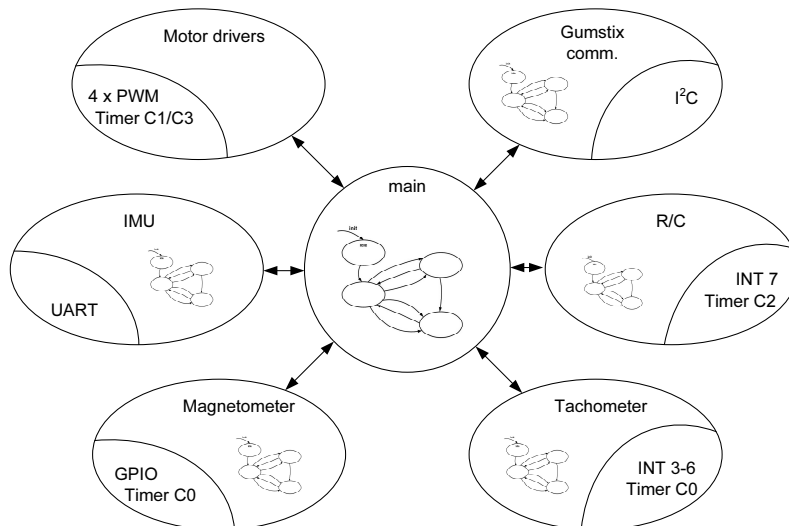 Motor drivers
4 x PWM
Timer C1/C3
Gumstix
comm.
I²C
main
init
IMU
UART
R/C
INT 7
Timer C2
Magnetometer
GPIO
Timer C0
Tachometer
INT 3-6
Timer C0